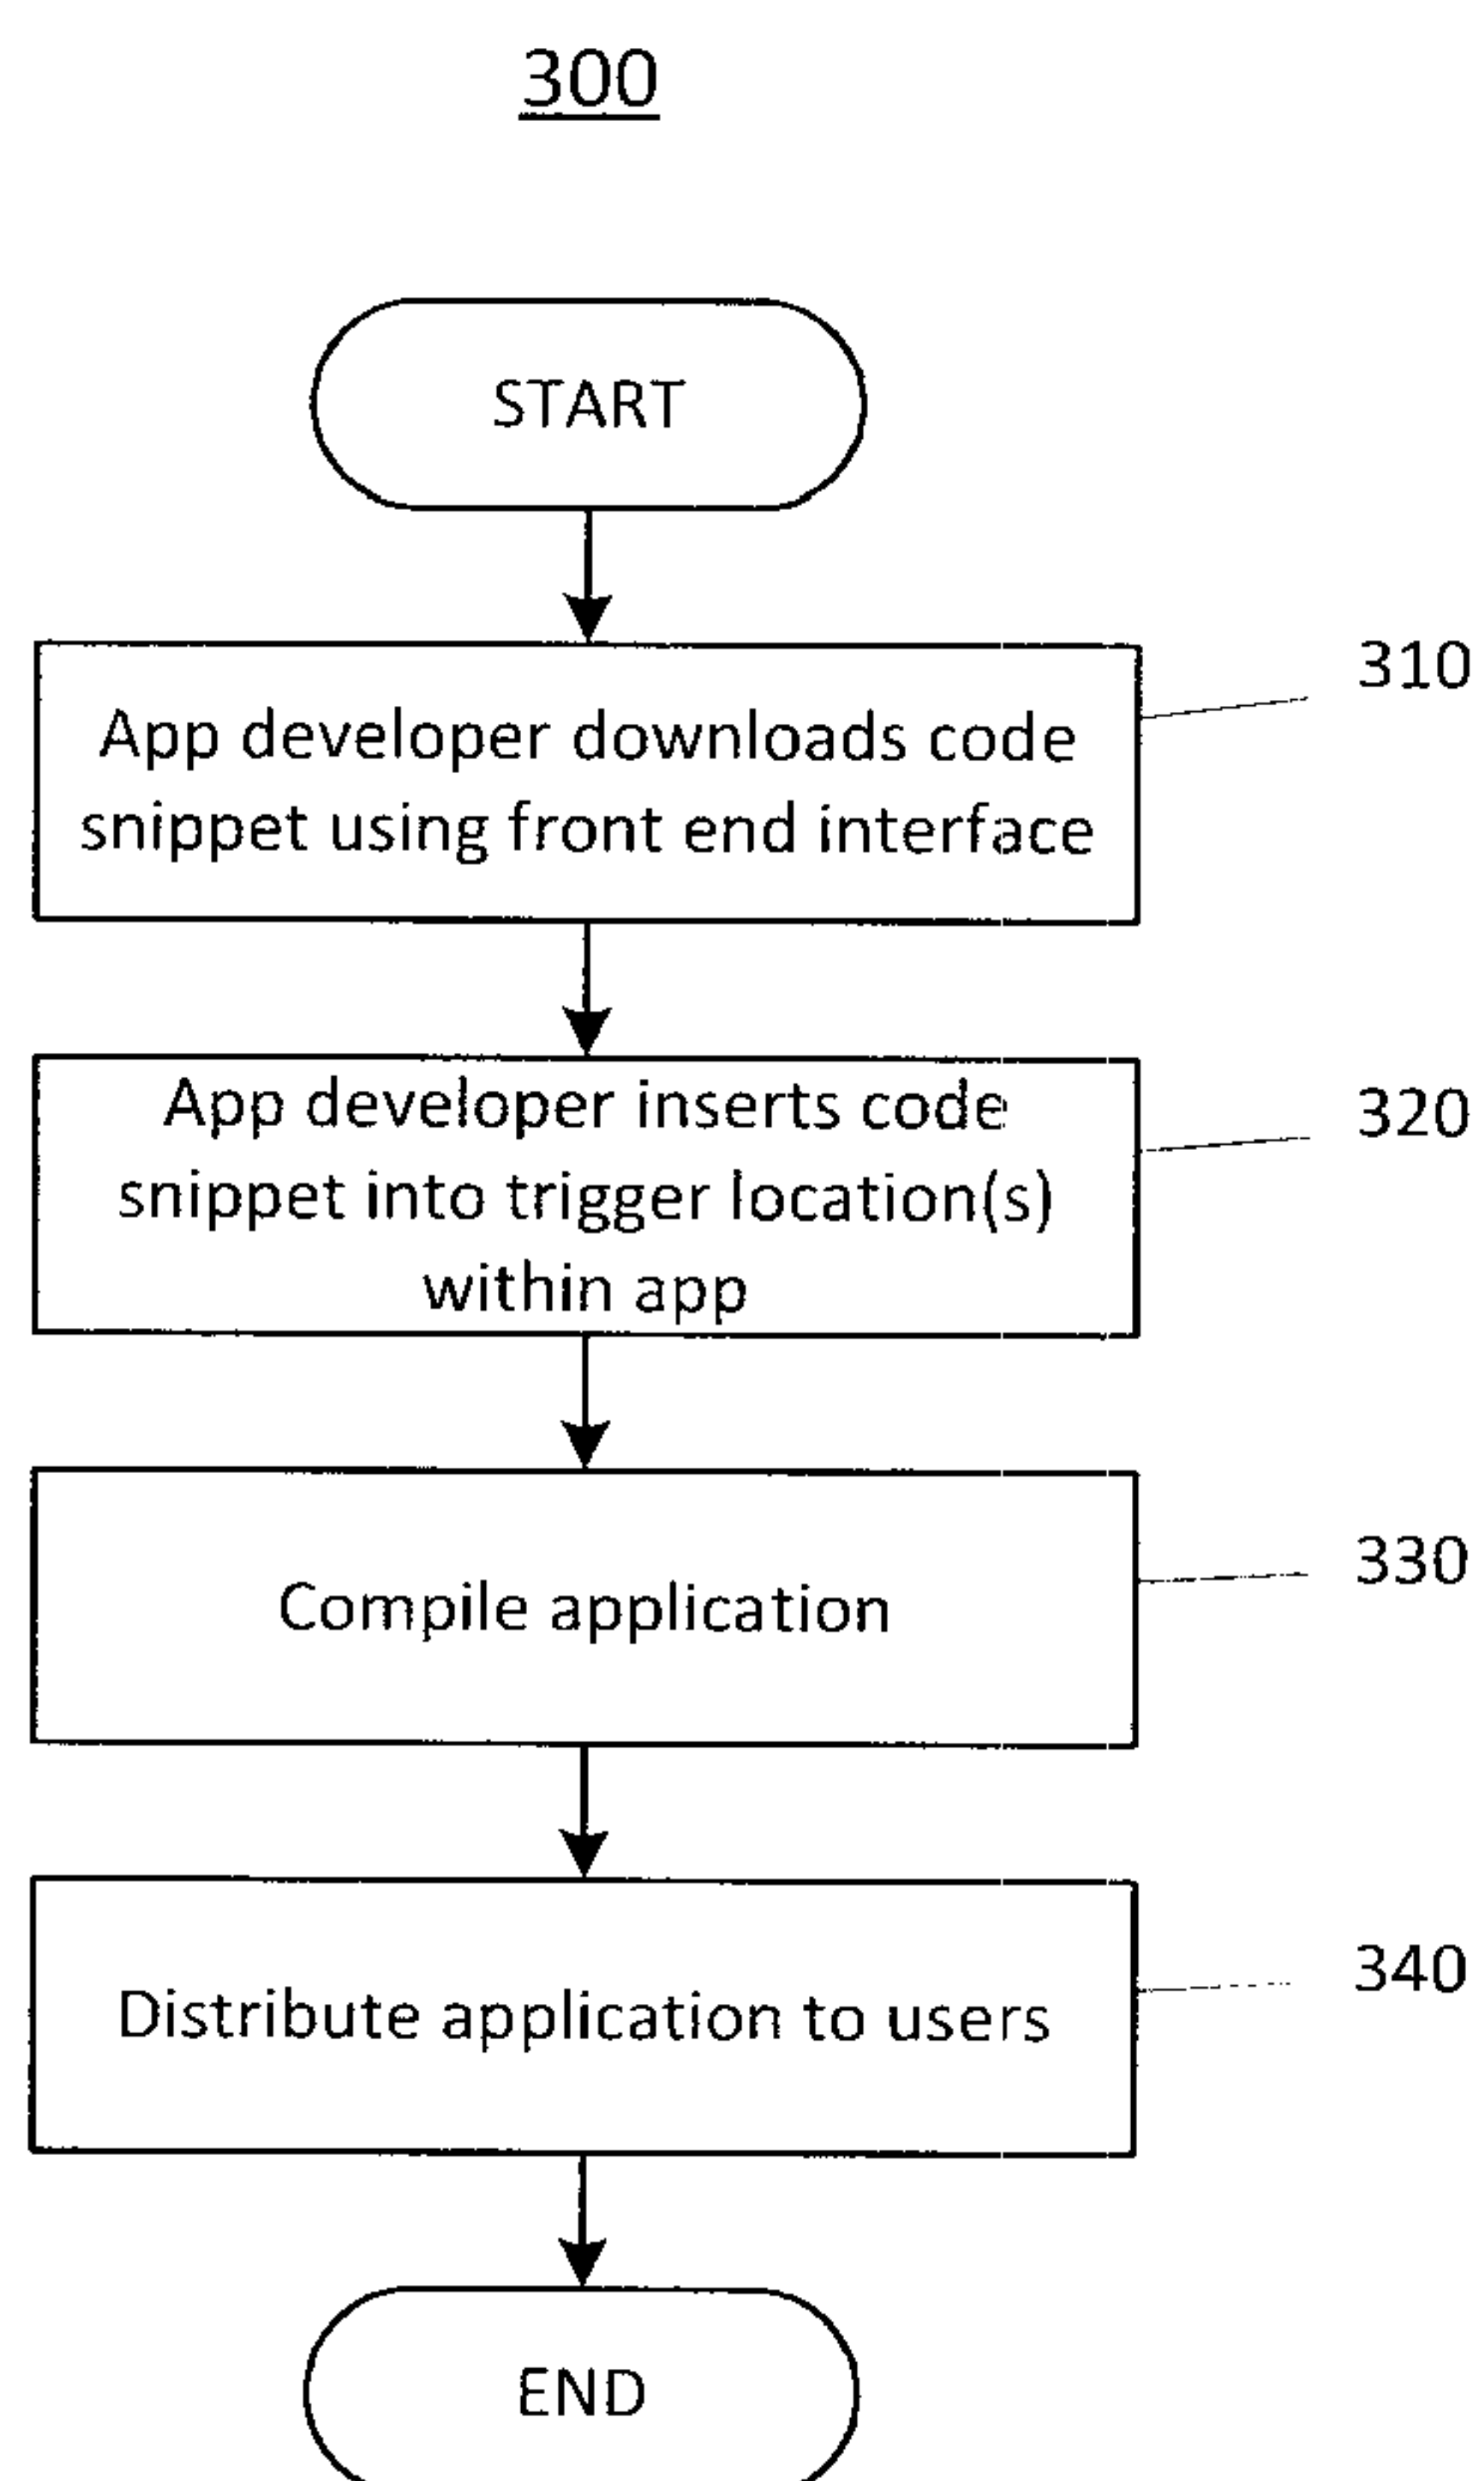 300
START
App developer downloads code
snippet using front end interface
310
App developer inserts code
snippet into trigger location(s)
within app
320
Compile application
330
Distribute application to users
340
END